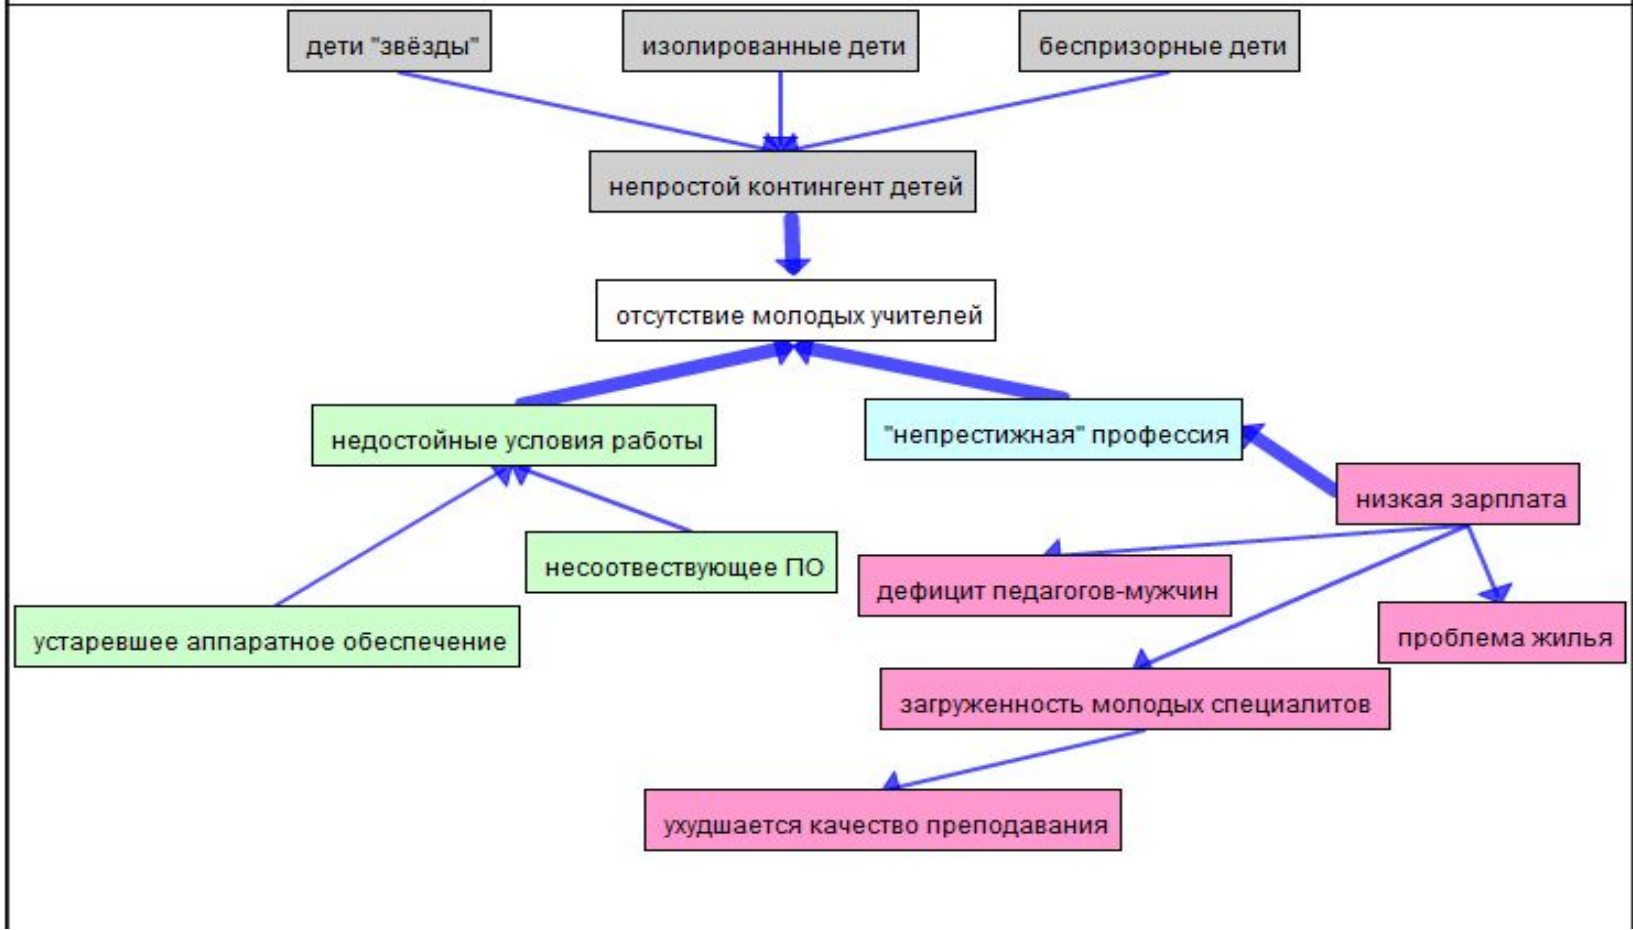 дети "звёзды"
изолированные дети
беспризорные дети
непростой контингент детей
отсутствие молодых учителей
недостойные условия работы
"непрестижная" профессия
низкая зарплата
несоотвествующее ПО
дефицит педагогов-мужчин
устаревшее аппаратное обеспечение
проблема жилья
загруженность молодых специалитов
ухудшается качество преподавания